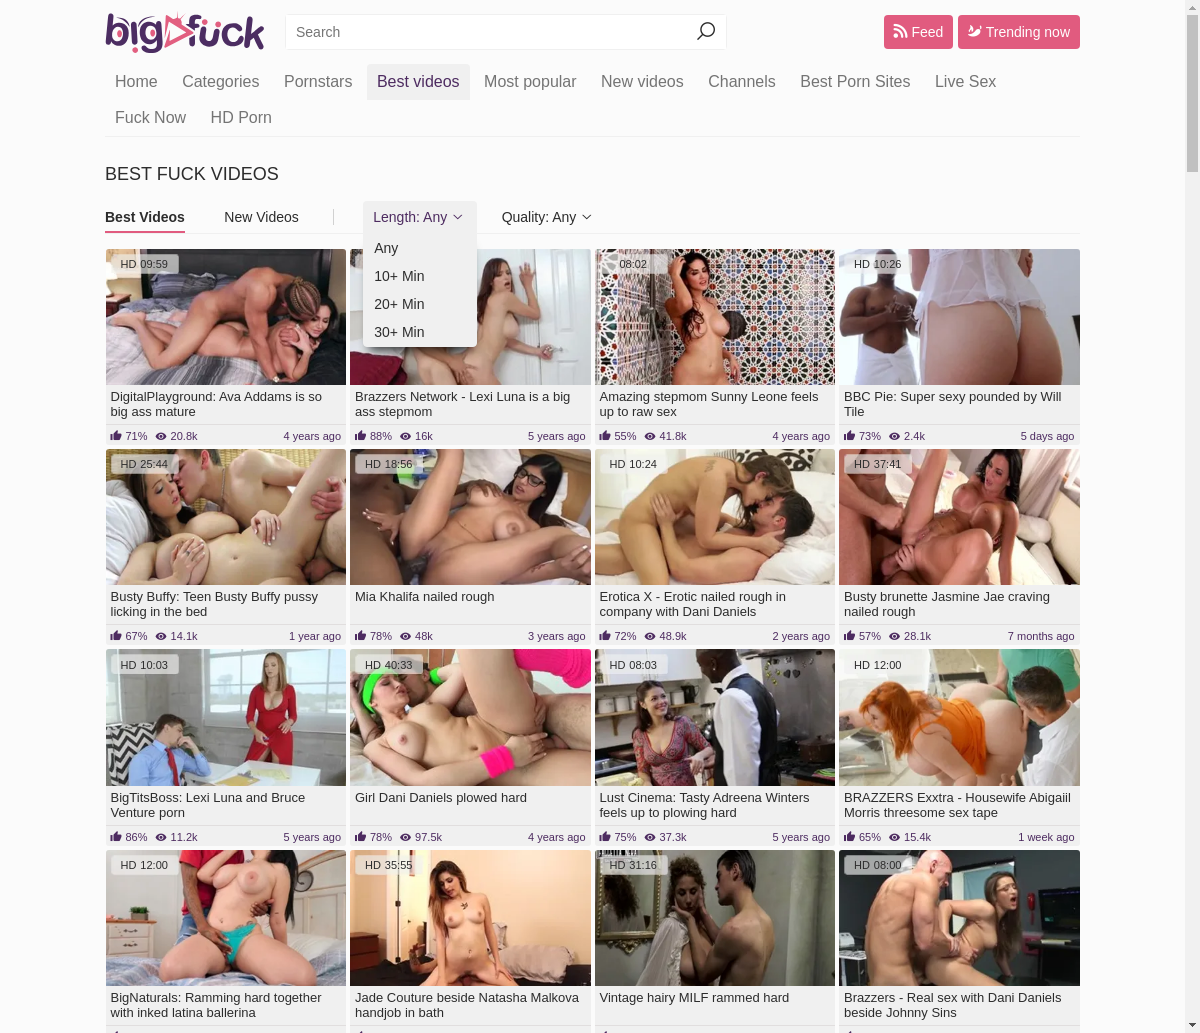 bigfuck
Search
Feed
Trending now
Home Categories Pornstars Best videos Most popular New videos Channels Best Porn Sites Live Sex
Fuck Now HD Porn
BEST FUCK VIDEOS
Best Videos New Videos Length: Any Quality: Any
Any
10+ Min
20+ Min
30+ Min
HD 09:59
08:02
HD 10:26
DigitalPlayground: Ava Addams is so
big ass mature
71% 20.8k 4 years ago
Brazzers Network - Lexi Luna is a big
ass stepmom
88% 16k 5 years ago
Amazing stepmom Sunny Leone feels
up to raw sex
55% 41.8k 4 years ago
BBC Pie: Super sexy pounded by Will
Tile
73% 2.4k 5 days ago
HD 25:44
HD 18:56
HD 10:24
HD 37:41
Busty Buffy: Teen Busty Buffy pussy
licking in the bed
67% 14.1k 1 year ago
Mia Khalifa nailed rough
78% 48k 3 years ago
Erotica X - Erotic nailed rough in
company with Dani Daniels
72% 48.9k 2 years ago
Busty brunette Jasmine Jae craving
nailed rough
57% 28.1k 7 months ago
HD 10:03
HD 40:33
HD 08:03
HD 12:00
BigTitsBoss: Lexi Luna and Bruce
Venture porn
86% 11.2k 5 years ago
Girl Dani Daniels plowed hard
78% 97.5k 4 years ago
Lust Cinema: Tasty Adreena Winters
feels up to plowing hard
75% 37.3k 5 years ago
BRAZZERS Exxtra - Housewife Abigaiil
Morris threesome sex tape
65% 15.4k 1 week ago
HD 12:00
HD 35:55
HD 31:16
HD 08:00
BigNaturals: Ramming hard together
with inked latina ballerina
Jade Couture beside Natasha Malkova
handjob in bath
Vintage hairy MILF rammed hard
Brazzers - Real sex with Dani Daniels
beside Johnny Sins